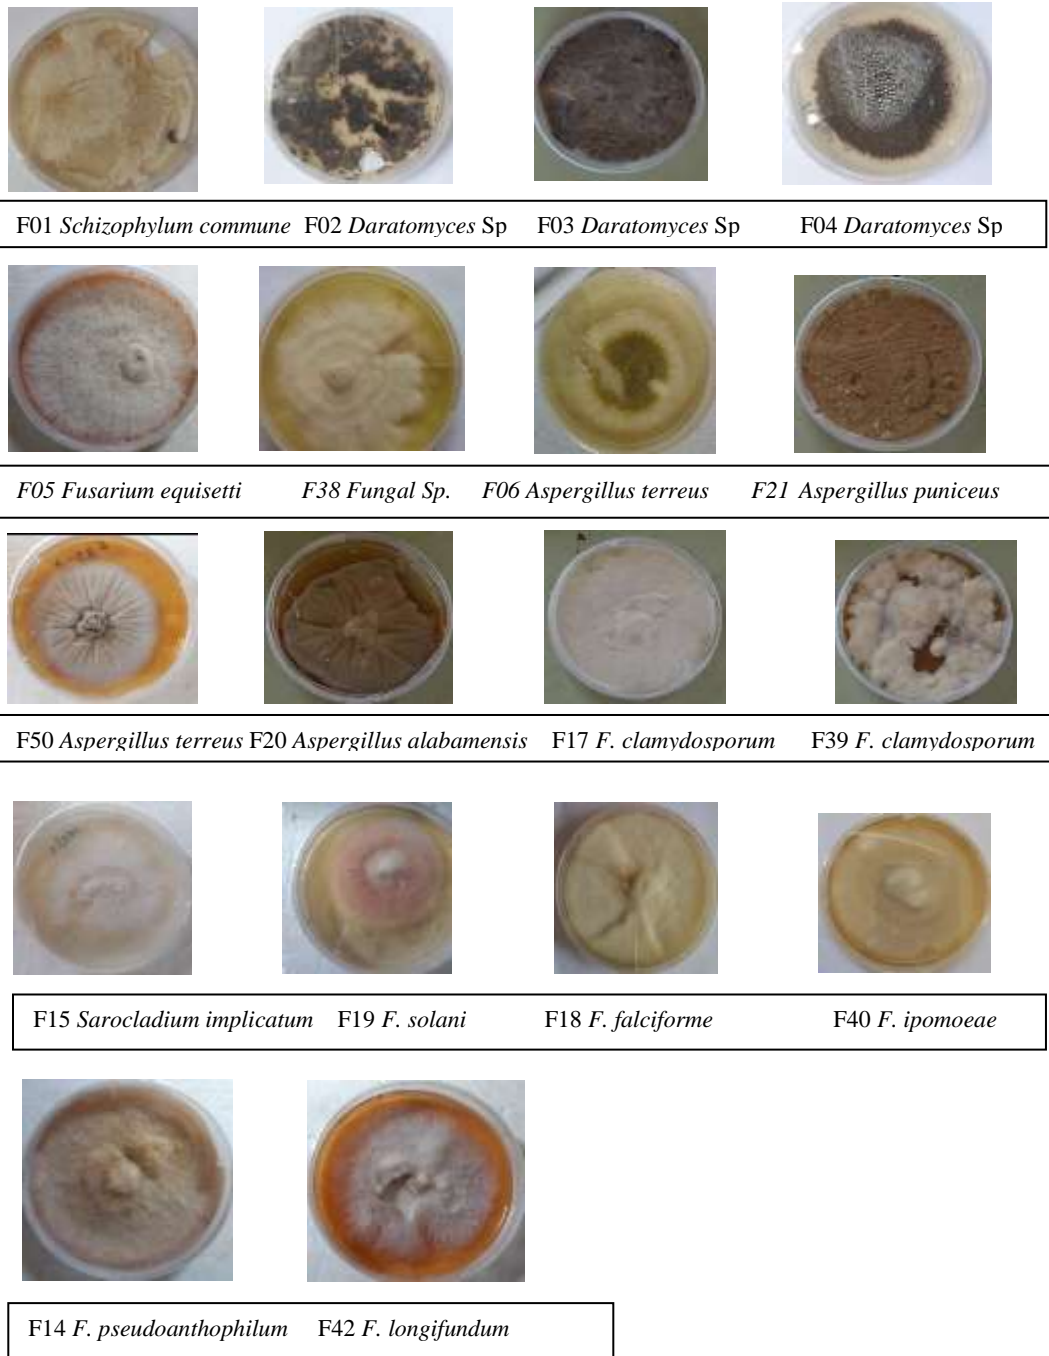 F01 Schizophylum commune F02 Daratomyces Sp F03 Daratomyces Sp F04 Daratomyces Sp
F05 Fusarium equisetti F38 Fungal Sp. F06 Aspergillus terreus F21 Aspergillus puniceus
F50 Aspergillus terreus F20 Aspergillus alabamensis F17 F. clamydosporum F39 F. clamydosporum
F15 Sarocladium implicatum F19 F. solani F18 F. falciforme F40 F. ipomoeae
F14 F. pseudoanthophilum F42 F. longifundum